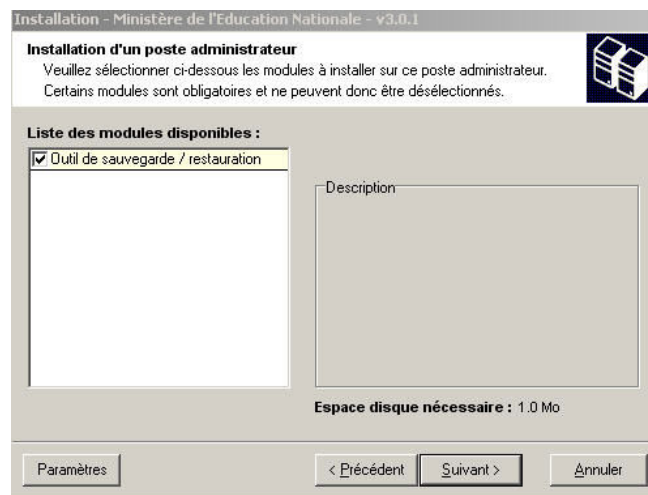 Installation - Ministère de l'Education Nationale - v3.0.1
Installation d'un poste administrateur
Veuillez sélectionner ci-dessous les modules à installer sur ce poste administrateur.
Certains modules sont obligatoires et ne peuvent donc être désélectionnés.
Liste des modules disponibles :
Outil de sauvegarde / restauration
Description
Espace disque nécessaire : 1.0 Mo
Paramètres
< Précédent
Suivant >
Annuler